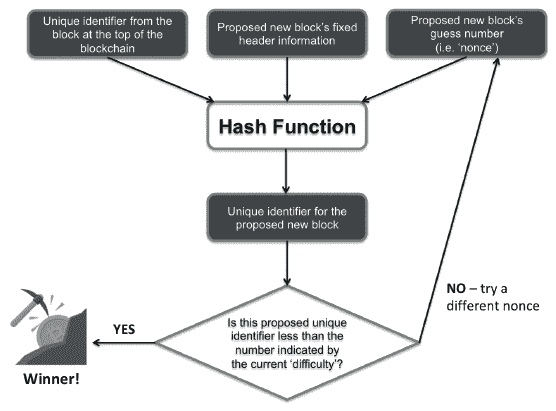 Unique identifier from the
block at the top of the
blockchain
Proposed new block's fixed
header information
Proposed new block's
guess number
(i.e. 'nonce')
Hash Function
Unique identifier for the
proposed new block
Is this proposed unique
identifier less than the
number indicated by
the current 'difficulty'?
YES
Winner!
NO – try a
different nonce